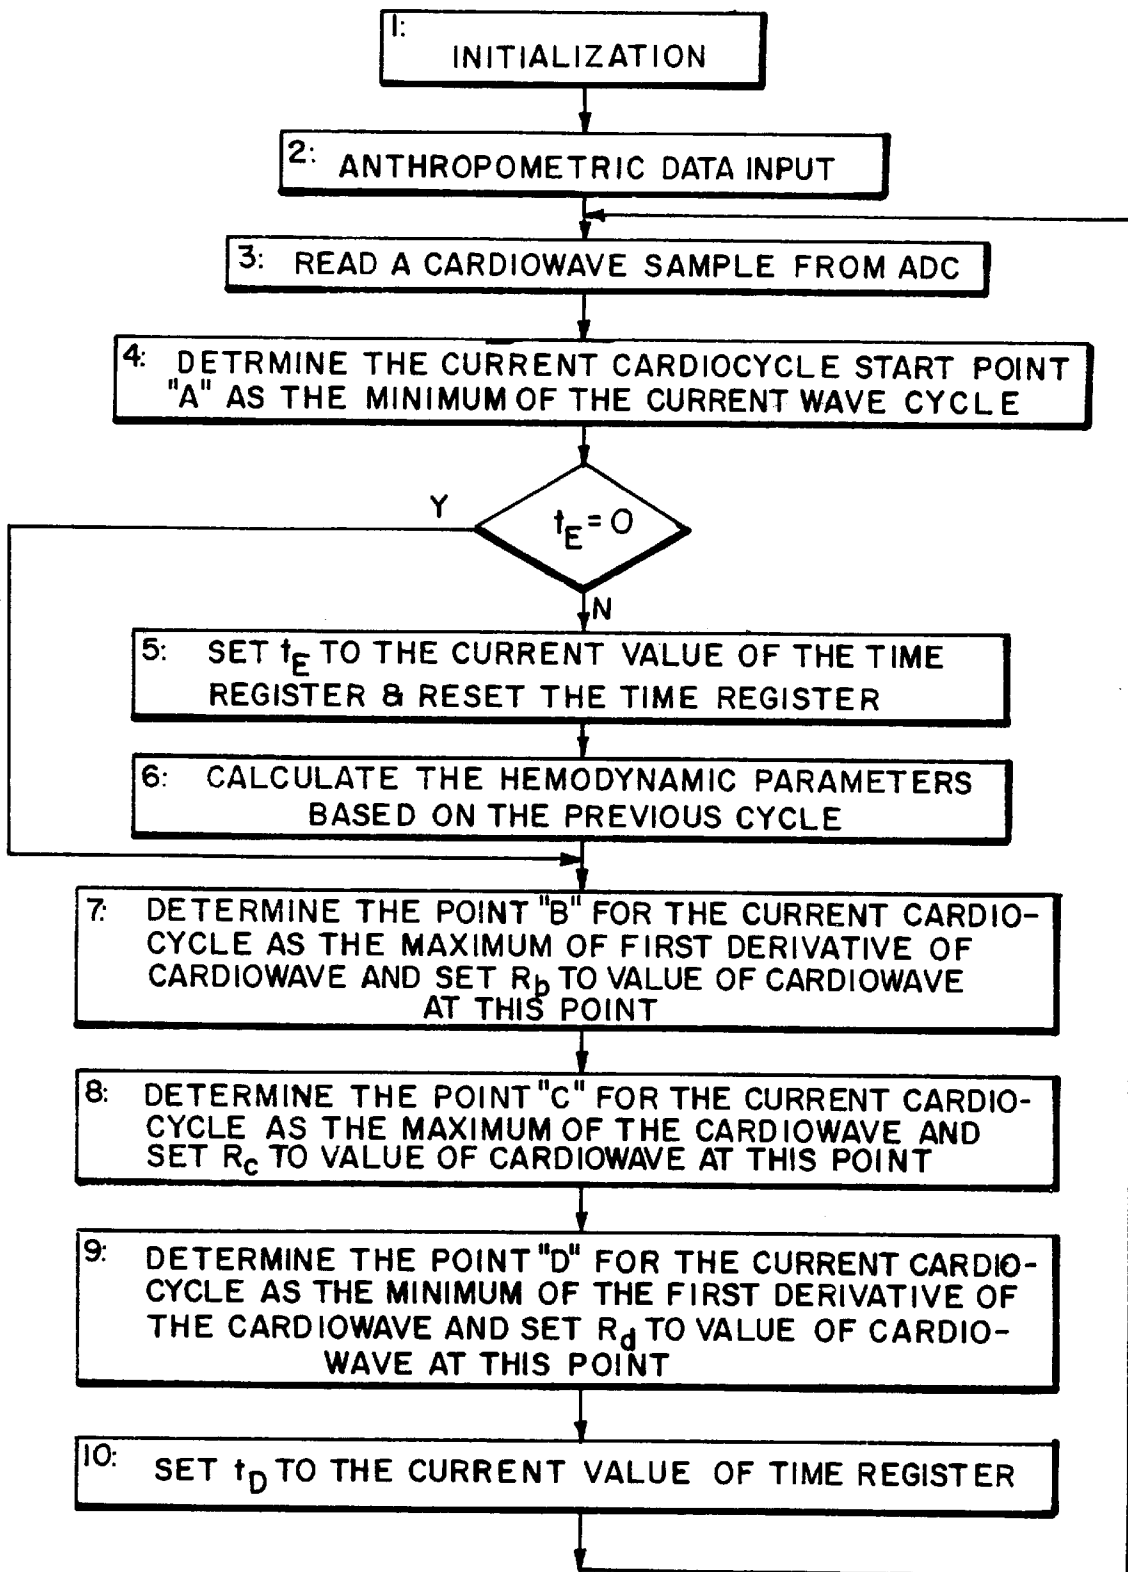 1:
INITIALIZATION
2: ANTHROPOMETRIC DATA INPUT
3: READ A CARDIOWAVE SAMPLE FROM ADC
4: DETRMINE THE CURRENT CARDIOCYCLE START POINT
"A" AS THE MINIMUM OF THE CURRENT WAVE CYCLE
Y
tE = 0
N
5: SET tE TO THE CURRENT VALUE OF THE TIME
REGISTER & RESET THE TIME REGISTER
6: CALCULATE THE HEMODYNAMIC PARAMETERS
BASED ON THE PREVIOUS CYCLE
7: DETERMINE THE POINT "B" FOR THE CURRENT CARDIO-
CYCLE AS THE MAXIMUM OF FIRST DERIVATIVE OF
CARDIOWAVE AND SET Rb TO VALUE OF CARDIOWAVE
AT THIS POINT
8: DETERMINE THE POINT "C" FOR THE CURRENT CARDIO-
CYCLE AS THE MAXIMUM OF THE CARDIOWAVE AND
SET Rc TO VALUE OF CARDIOWAVE AT THIS POINT
9: DETERMINE THE POINT "D" FOR THE CURRENT CARDIO-
CYCLE AS THE MINIMUM OF THE FIRST DERIVATIVE OF
THE CARDIOWAVE AND SET Rd TO VALUE OF CARDIO-
WAVE AT THIS POINT
10: SET tD TO THE CURRENT VALUE OF TIME REGISTER